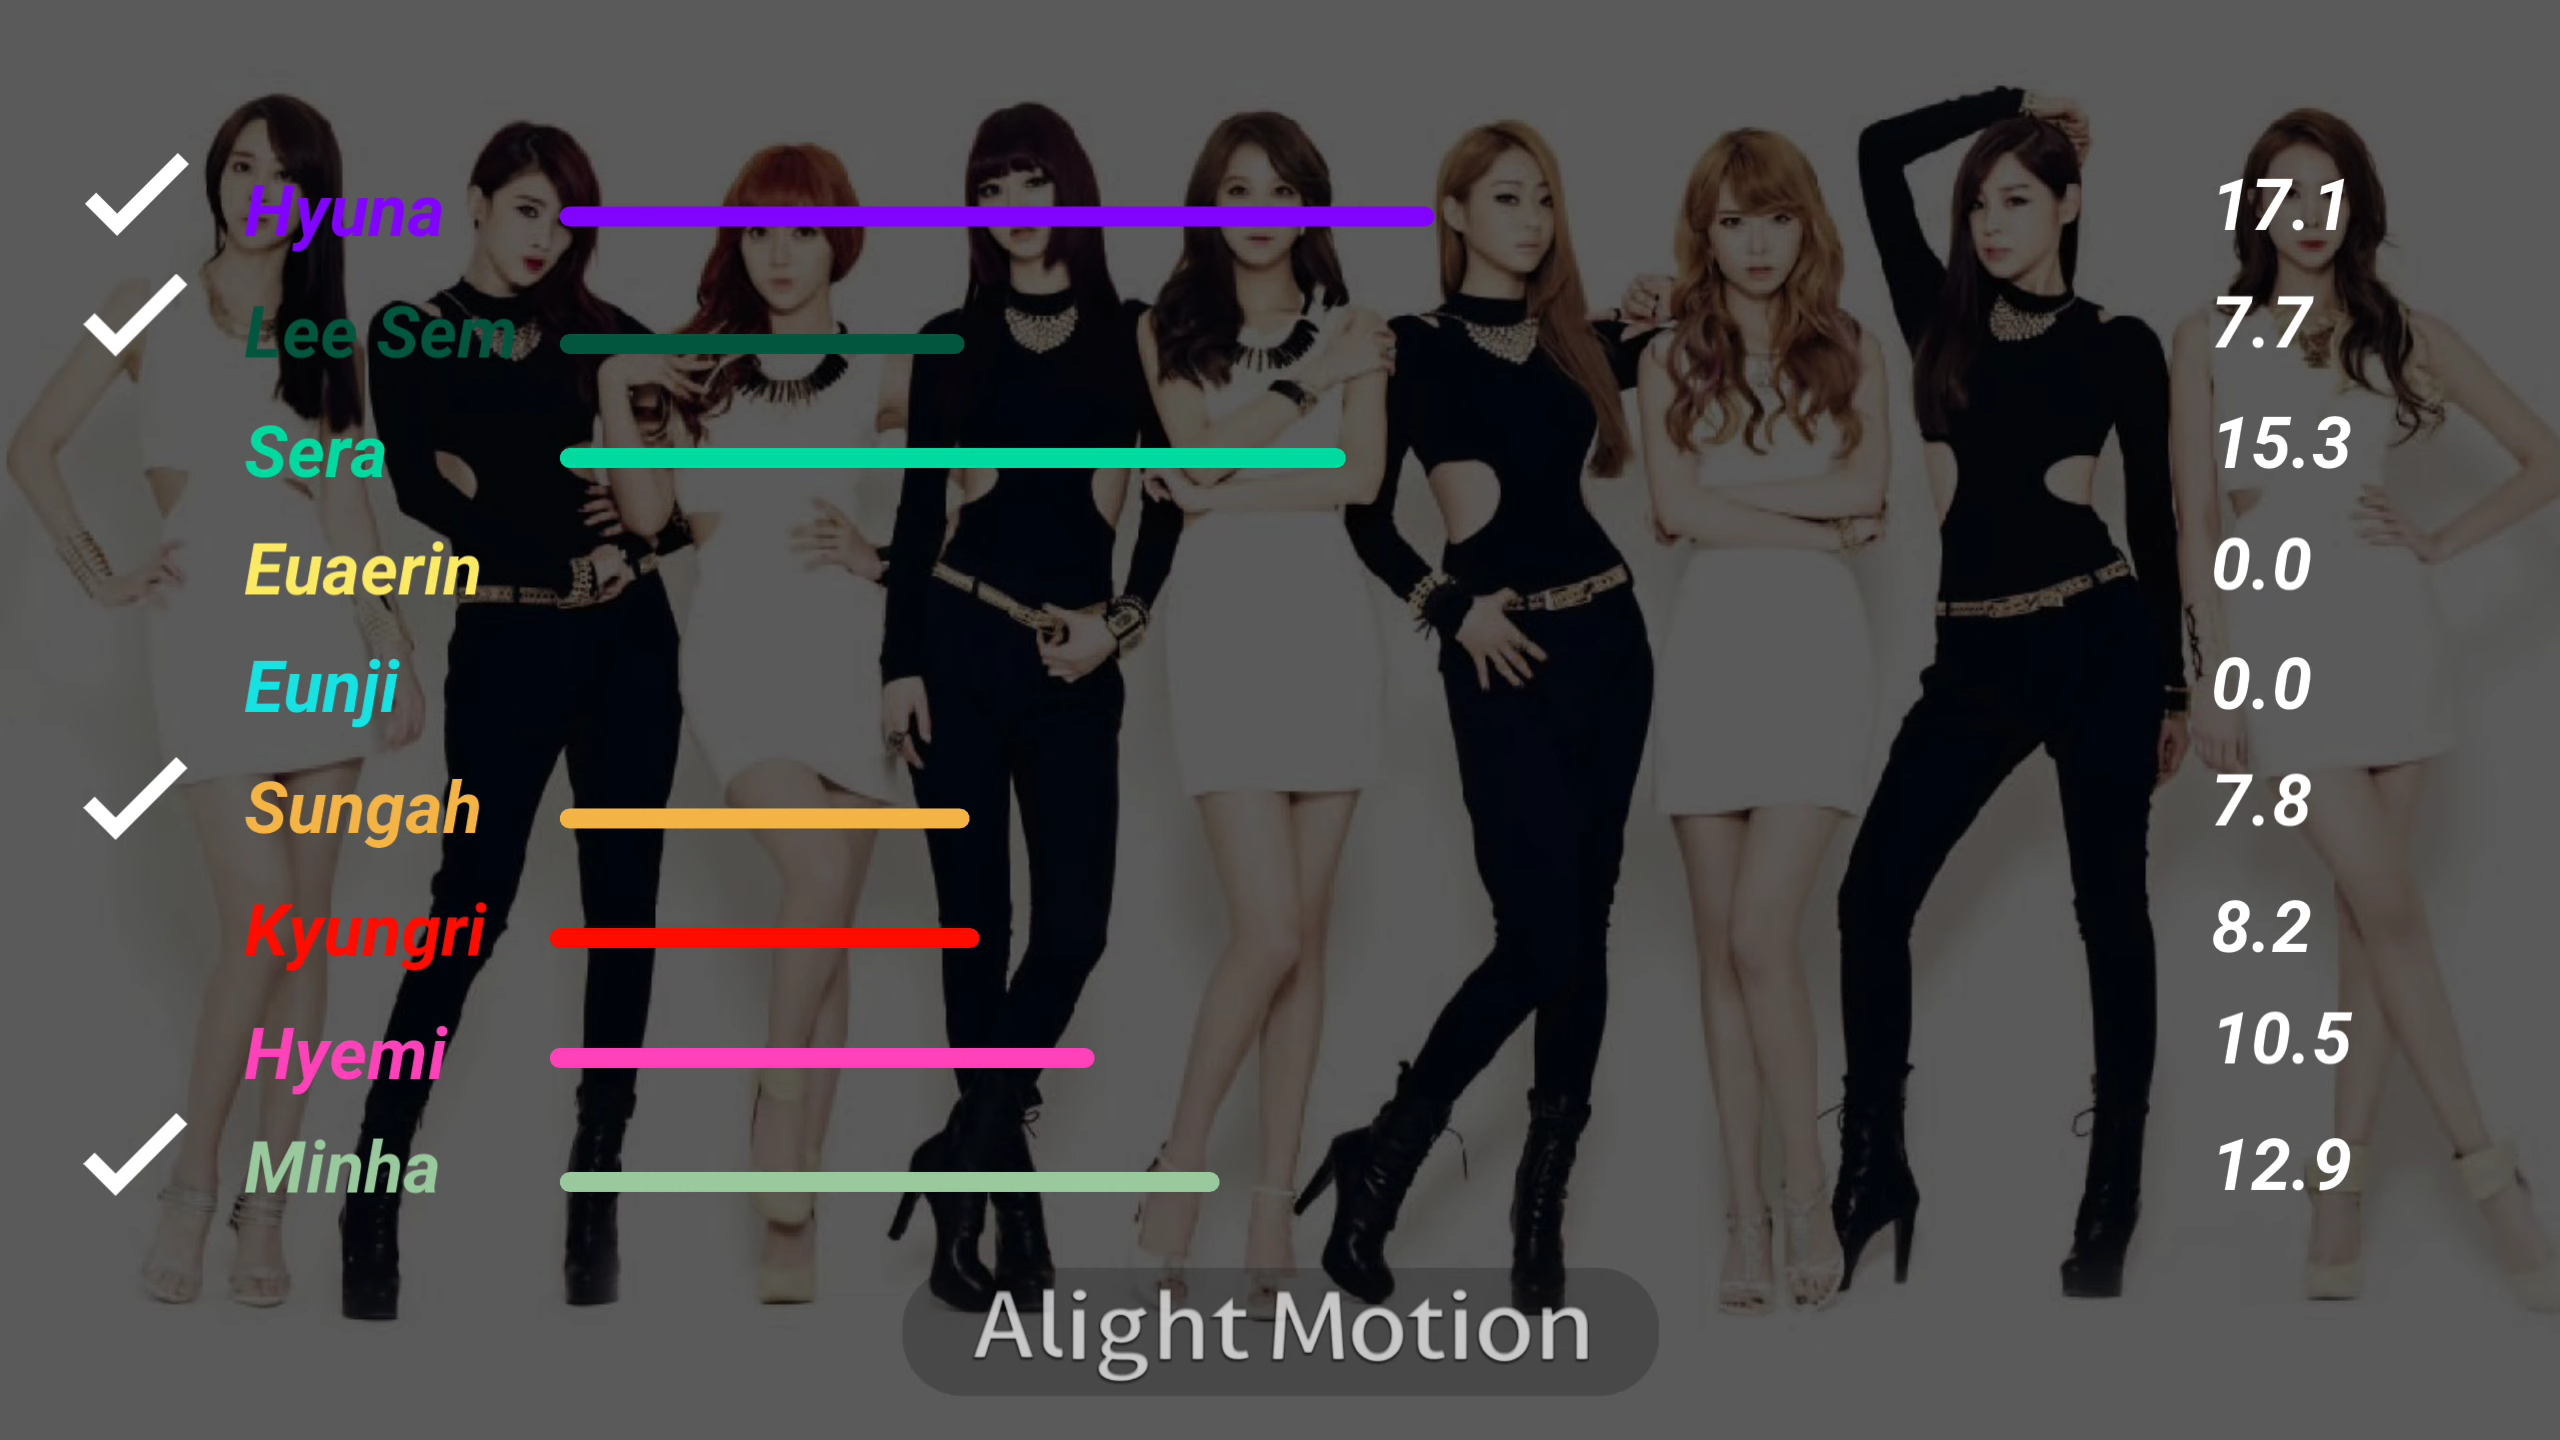 Hyuna 17.1
Lee Sem 7.7
Sera 15.3
Euaerin 0.0
Eunji 0.0
Sungah 7.8
Kyungri 8.2
Hyemi 10.5
Minha 12.9
Alight Motion